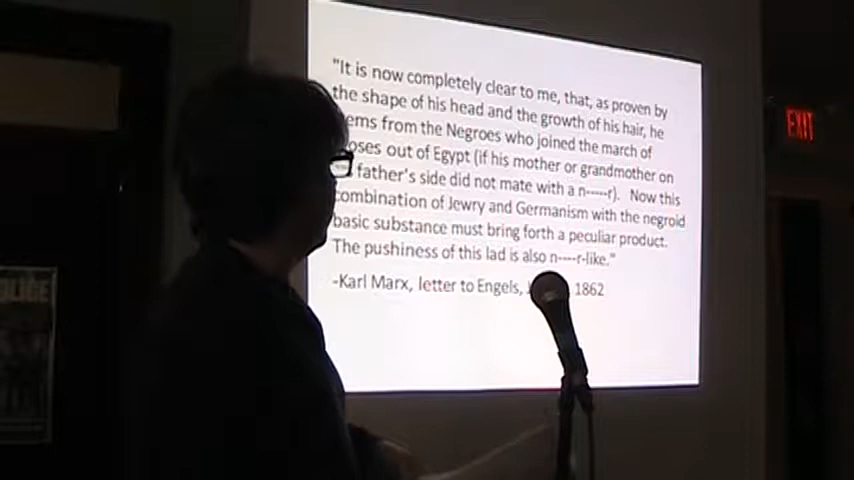 "It is now completely clear to me, that, as proven by
the shape of his head and the growth of his hair, he
ems from the Negroes who joined the march of
oses out of Egypt (if his mother or grandmother on
father's side did not mate with a n-----r). Now this
combination of Jewry and Germanism with the negroid
basic substance must bring forth a peculiar product.
The pushiness of this lad is also n----r-like."
-Karl Marx, letter to Engels, 1862
EXIT
OLICE